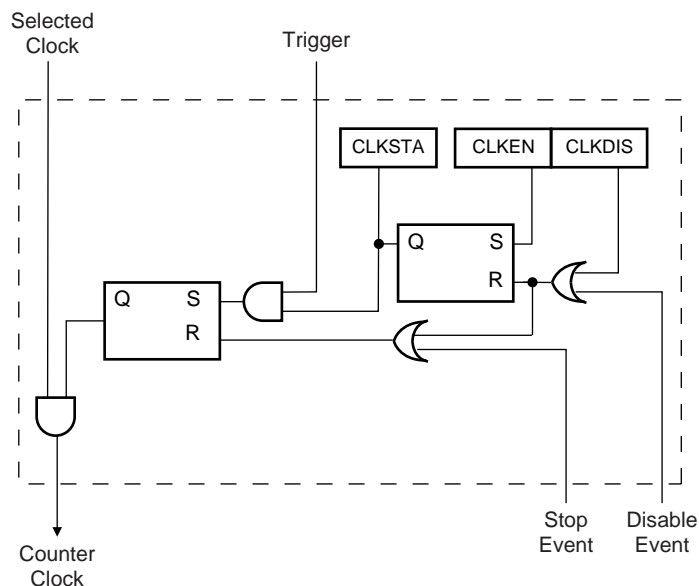 Selected
Clock
Trigger
CLKSTA
CLKEN
CLKDIS
Q
S
R
Q
S
R
Counter
Clock
Stop
Event
Disable
Event